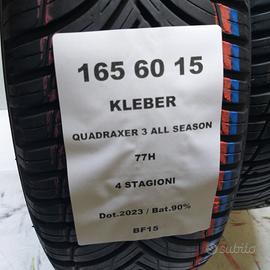 165 60 15
KLEBER
QUADRAXER 3 ALL SEASON
77H
4 STAGIONI
Dot.2023 / Bat.90%
BF15
subito